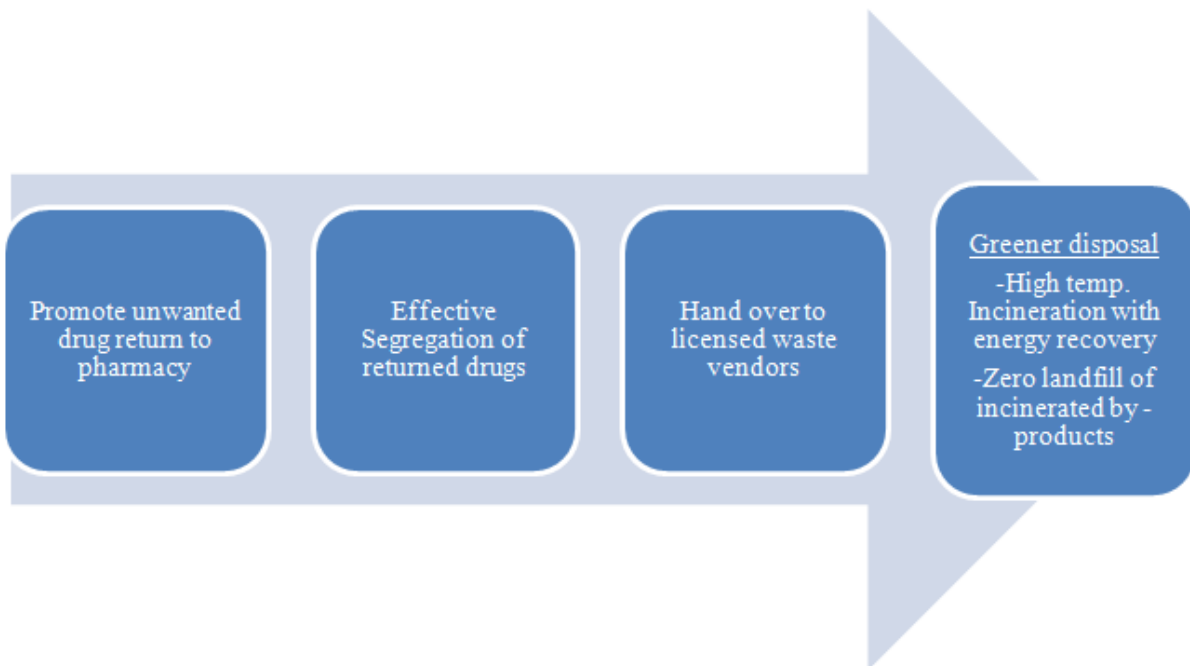 Promote unwanted
drug return to
pharmacy
Effective
Segregation of
returned drugs
Hand over to
licensed waste
vendors
Greener disposal
-High temp.
Incineration with
energy recovery
-Zero landfill of
incinerated by -
products